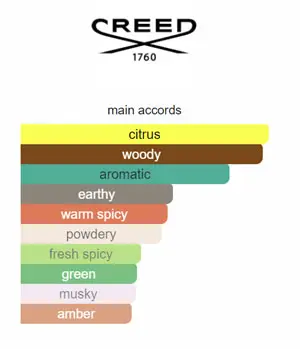 CREED
1760
main accords
citrus
woody
aromatic
earthy
warm spicy
powdery
fresh spicy
green
musky
amber